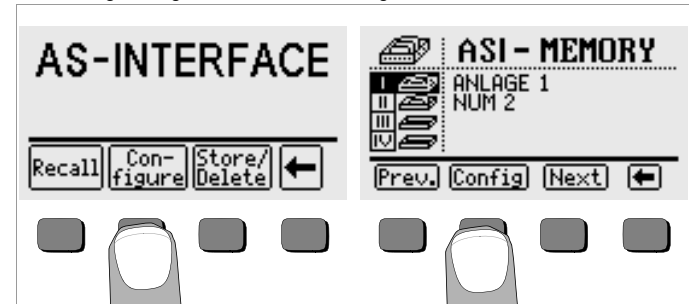 AS-INTERFACE
Recall
Con-
figure
Store/
Delete
ASI - MEMORY
I
ANLAGE 1
II
NUM 2
III
IV
Prev.
Config
Next